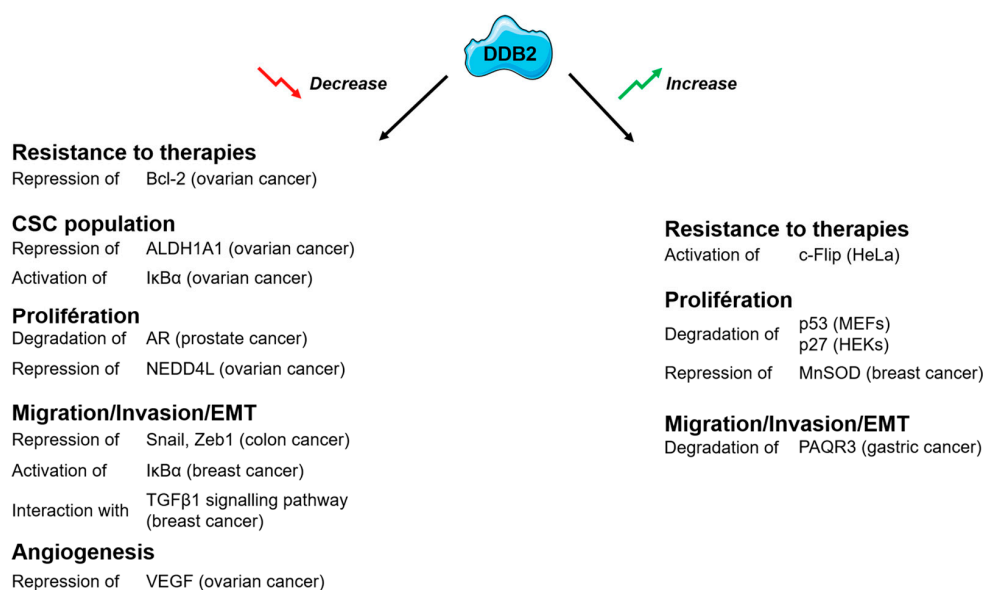 DDB2
Decrease
Increase
Resistance to therapies
Repression of Bcl-2 (ovarian cancer)
CSC population
Repression of ALDH1A1 (ovarian cancer)
Activation of IκBα (ovarian cancer)
Prolifération
Degradation of AR (prostate cancer)
Repression of NEDD4L (ovarian cancer)
Migration/Invasion/EMT
Repression of Snail, Zeb1 (colon cancer)
Activation of IκBα (breast cancer)
Interaction with TGFβ1 signalling pathway
(breast cancer)
Angiogenesis
Repression of VEGF (ovarian cancer)
Resistance to therapies
Activation of c-Flip (HeLa)
Prolifération
Degradation of p53 (MEFs)
p27 (HEKs)
Repression of MnSOD (breast cancer)
Migration/Invasion/EMT
Degradation of PAQR3 (gastric cancer)